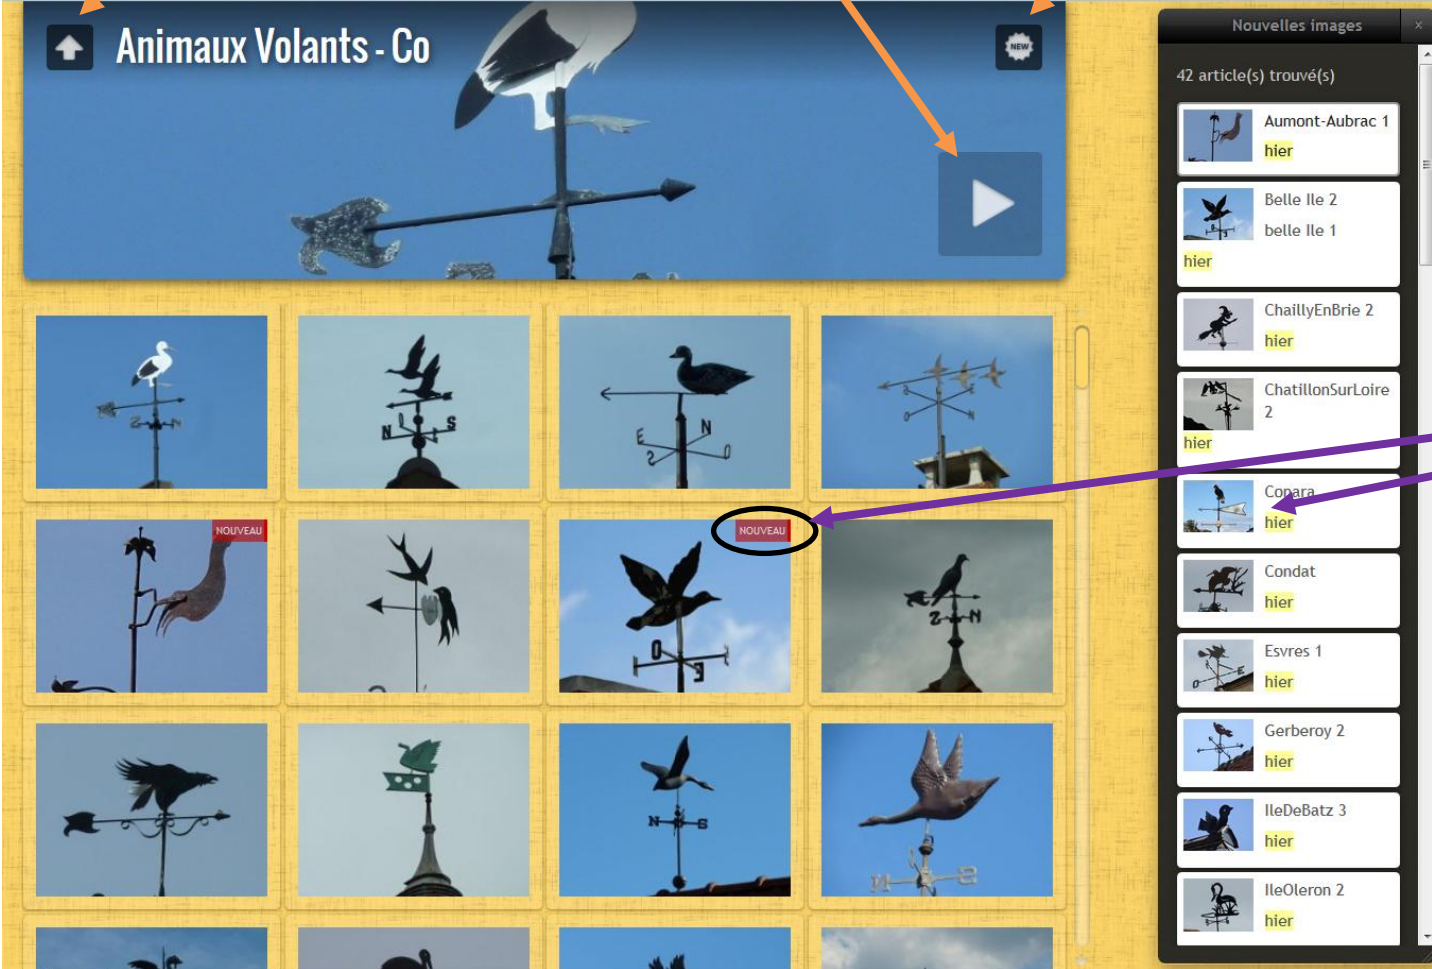 Animaux Volants - Co
NEW
Nouvelles images
×
42 article(s) trouvé(s)
Aumont-Aubrac 1
hier
Belle Ile 2
belle Ile 1
hier
ChaillyEnBrie 2
hier
ChatillonSurLoire
2
hier
Copara
hier
Condat
hier
Esvres 1
hier
Gerberoy 2
hier
IleDeBatz 3
hier
IleOleron 2
hier
N S
E N
O
NOUVEAU
NOUVEAU